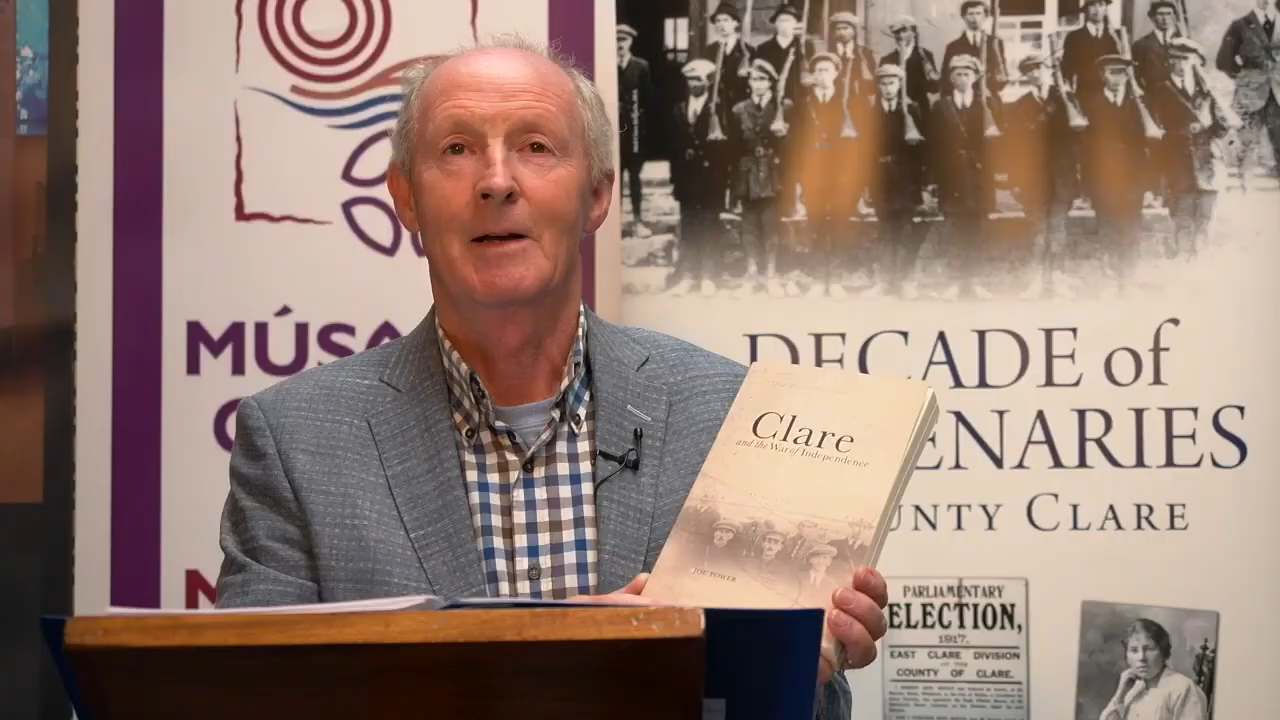 MÚSA
DECADE of
ENARIES
UNTY CLARE
Clare
and the War of Independence
JOE POWER
PARLIAMENTARY
ELECTION,
1917.
EAST CLARE DIVISION
OF THE
COUNTY OF CLARE.